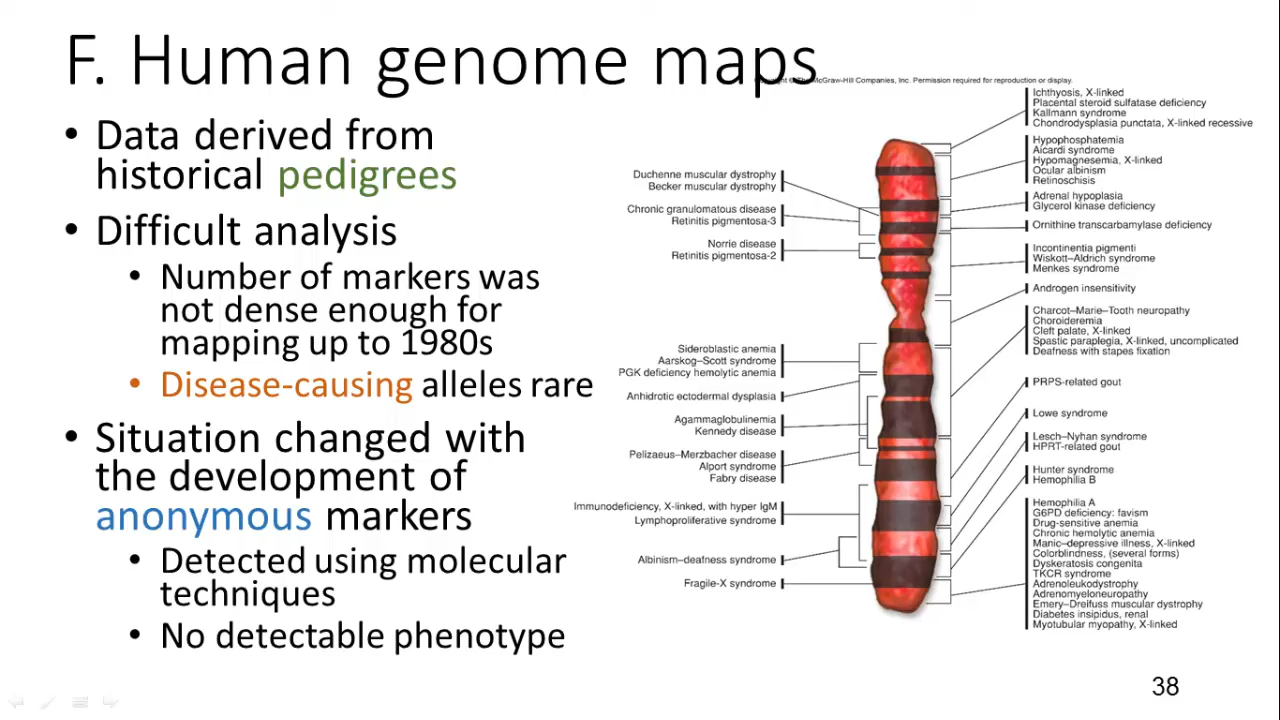 F. Human genome maps
• Data derived from
historical pedigrees
• Difficult analysis
• Number of markers was
not dense enough for
mapping up to 1980s
• Disease-causing alleles rare
• Situation changed with
the development of
anonymous markers
• Detected using molecular
techniques
• No detectable phenotype
The McGraw-Hill Companies, Inc. Permission required for reproduction or display.
Duchenne muscular dystrophy
Becker muscular dystrophy
Chronic granulomatous disease
Retinitis pigmentosa-3
Norrie disease
Retinitis pigmentosa-2
Sideroblastic anemia
Aarskog–Scott syndrome
PGK deficiency hemolytic anemia
Anhidrotic ectodermal dysplasia
Agammaglobulinemia
Kennedy disease
Pelizaeus–Merzbacher disease
Alport syndrome
Fabry disease
Immunodeficiency, X-linked, with hyper IgM
Lymphoproliferative syndrome
Albinism–deafness syndrome
Fragile-X syndrome
Ichthyosis, X-linked
Placental steroid sulfatase deficiency
Kallmann syndrome
Chondrodysplasia punctata, X-linked recessive
Hypophosphatemia
Aicardi syndrome
Hypomagnesemia, X-linked
Ocular albinism
Retinoschisis
Adrenal hypoplasia
Glycerol kinase deficiency
Ornithine transcarbamylase deficiency
Incontinentia pigmenti
Wiskott–Aldrich syndrome
Menkes syndrome
Androgen insensitivity
Charcot–Marie–Tooth neuropathy
Choroideremia
Cleft palate, X-linked
Spastic paraplegia, X-linked, uncomplicated
Deafness with stapes fixation
PRPS-related gout
Lowe syndrome
Lesch–Nyhan syndrome
HPRT-related gout
Hunter syndrome
Hemophilia B
Hemophilia A
G6PD deficiency: favism
Drug-sensitive anemia
Chronic hemolytic anemia
Manic–depressive illness, X-linked
Colorblindness, (several forms)
Dyskeratosis congenita
TKCR syndrome
Adrenoleukodystrophy
Adrenomyeloneuropathy
Emery–Dreifuss muscular dystrophy
Diabetes insipidus, renal
Myotubular myopathy, X-linked
38